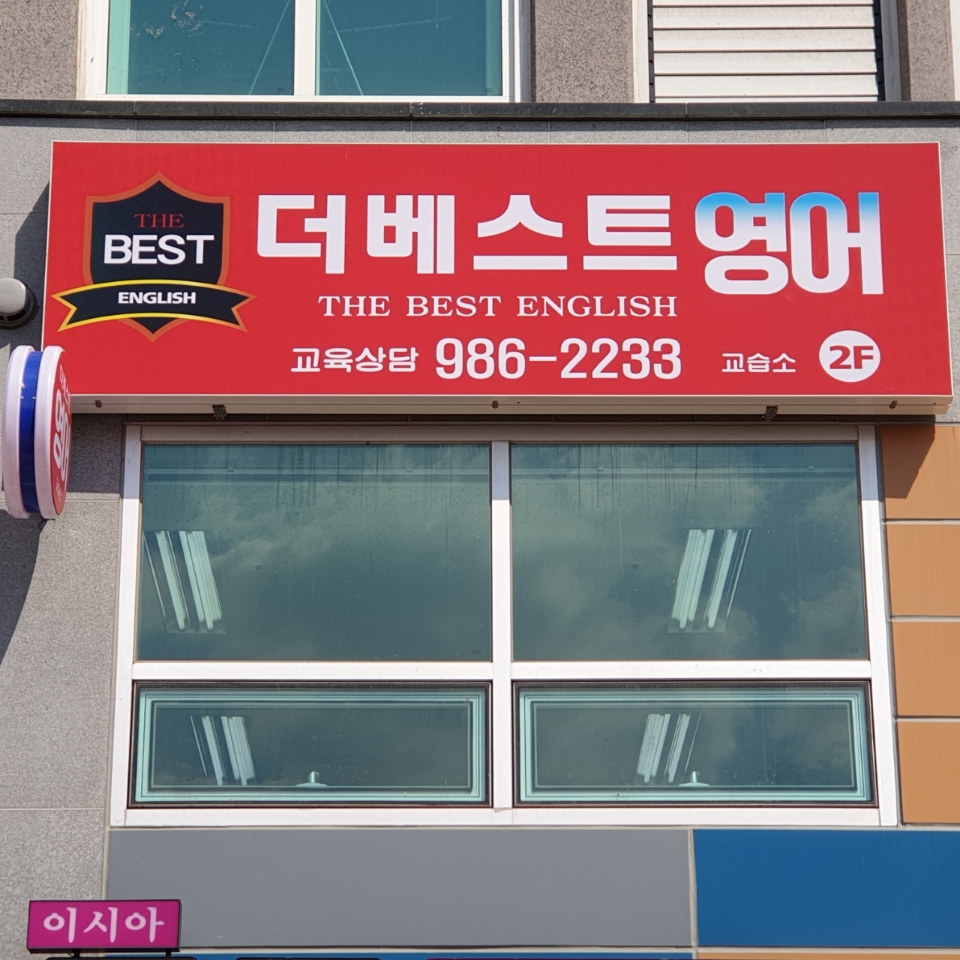 THE
BEST
ENGLISH
더베스트영어
THE BEST ENGLISH
교육상담 986-2233 교습소 2F
이시아